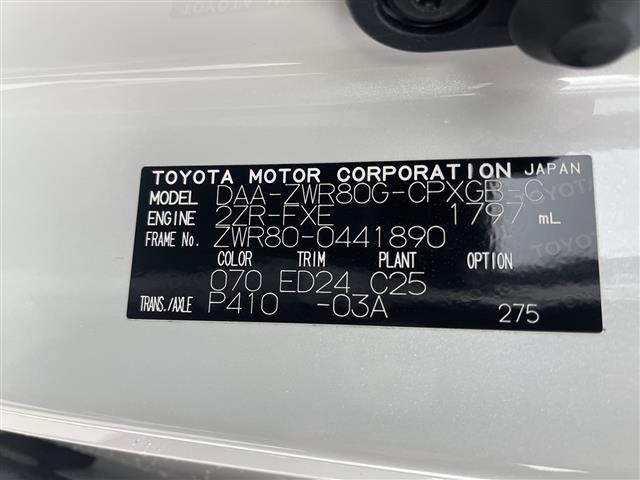 TOYOTA MOTOR CORPORATION JAPAN
MODEL DAA-ZWR80G-CPXGB-C
ENGINE 2ZR-FXE 1797 mL
FRAME No. ZWR80-0441890
COLOR TRIM PLANT OPTION
070 ED24 C25
TRANS./AXLE P410 -03A
275